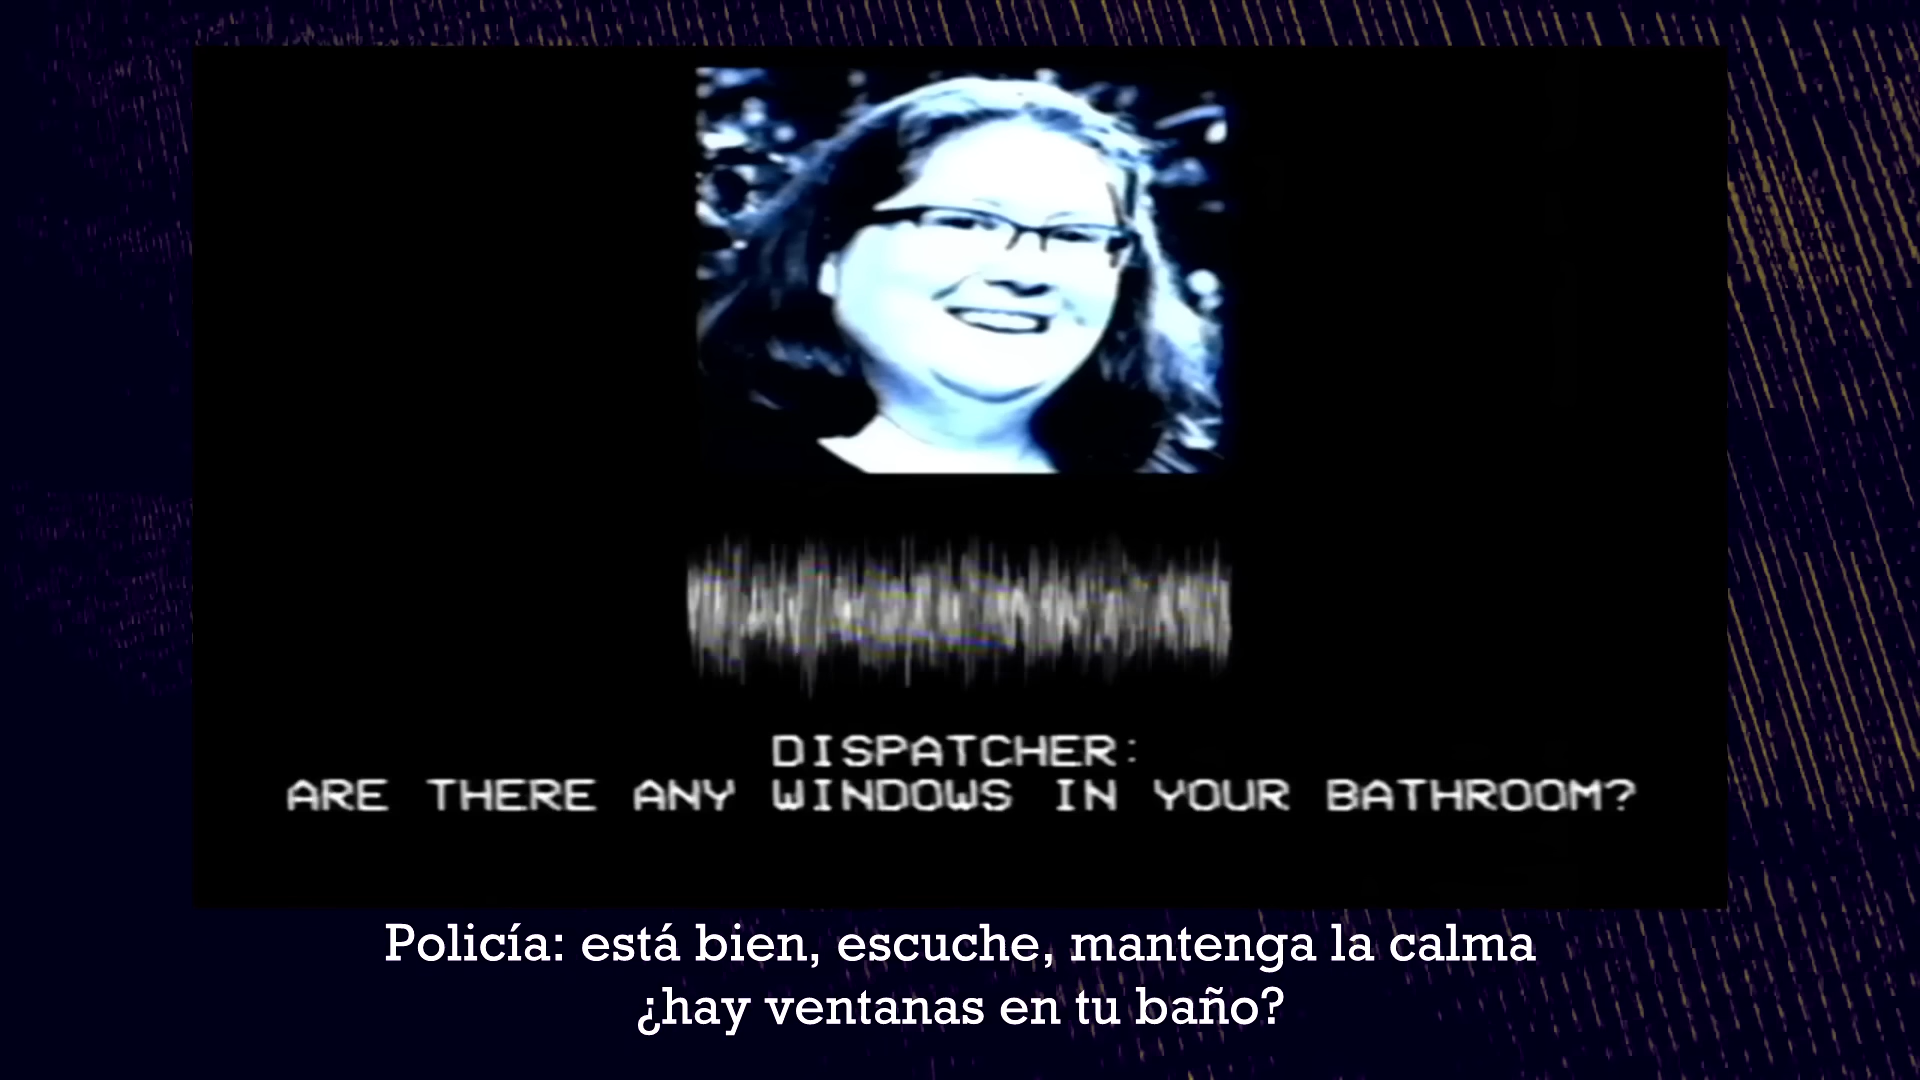 DISPATCHER:
ARE THERE ANY WINDOWS IN YOUR BATHROOM?
Policía: está bien, escuche, mantenga la calma
¿hay ventanas en tu baño?